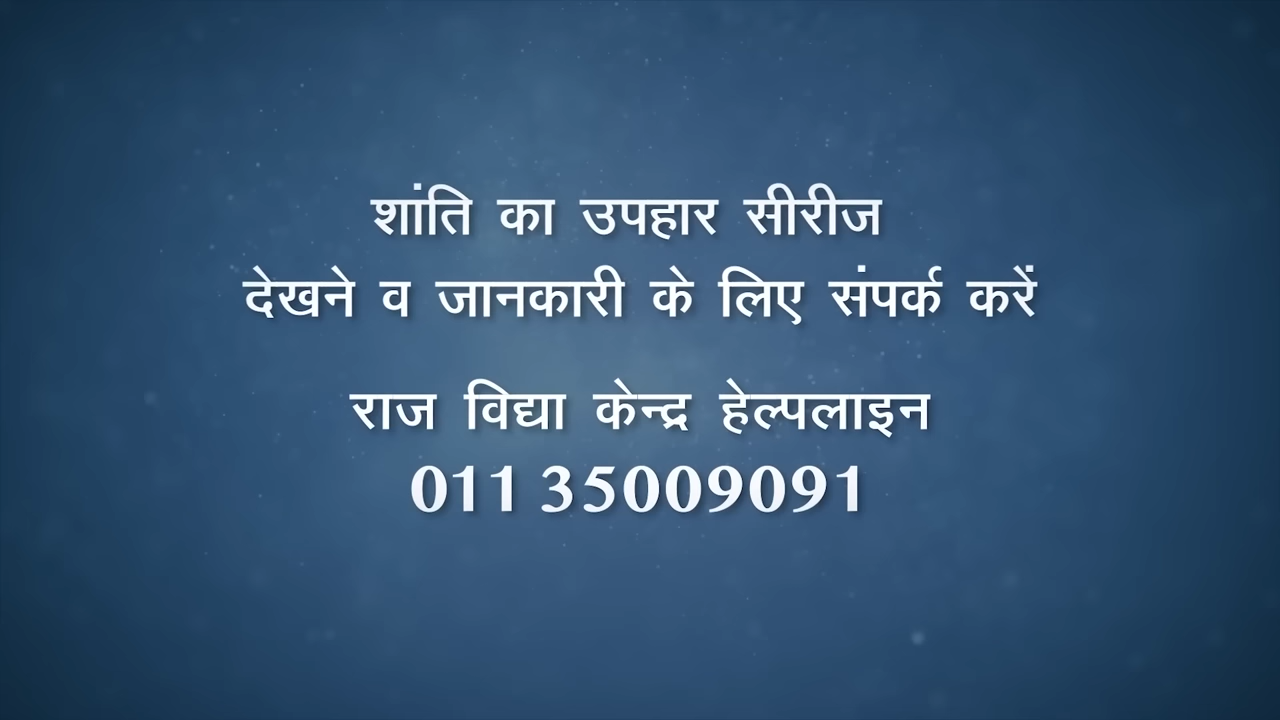 शांति का उपहार सीरीज
देखने व जानकारी के लिए संपर्क करें
राज विद्या केन्द्र हेल्पलाइन
011 35009091